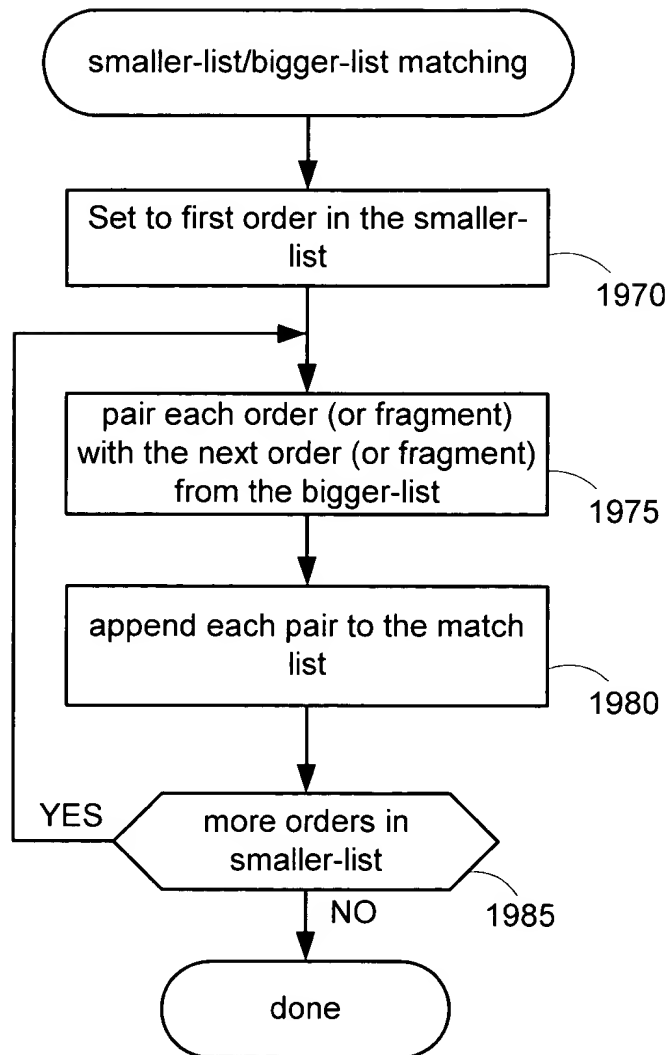 smaller-list/bigger-list matching
Set to first order in the smaller-
list
1970
pair each order (or fragment)
with the next order (or fragment)
from the bigger-list
1975
append each pair to the match
list
1980
YES
more orders in
smaller-list
1985
NO
done